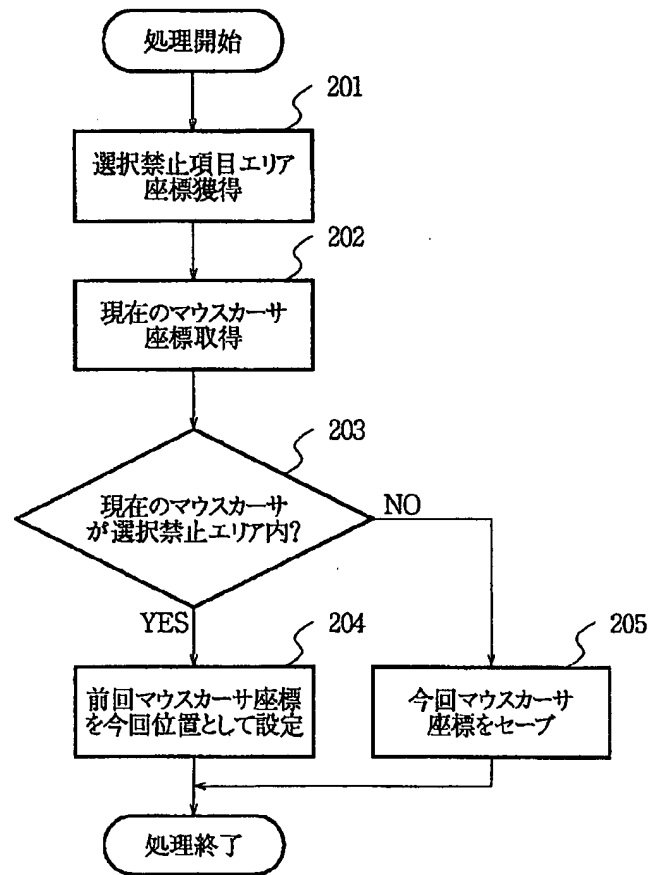 処理開始
201
選択禁止項目エリア
座標獲得
202
現在のマウスカーサ
座標取得
203
現在のマウスカーサ
が選択禁止エリア内?
NO
YES
204
前回マウスカーサ座標
を今回位置として設定
205
今回マウスカーサ
座標をセーブ
処理終了